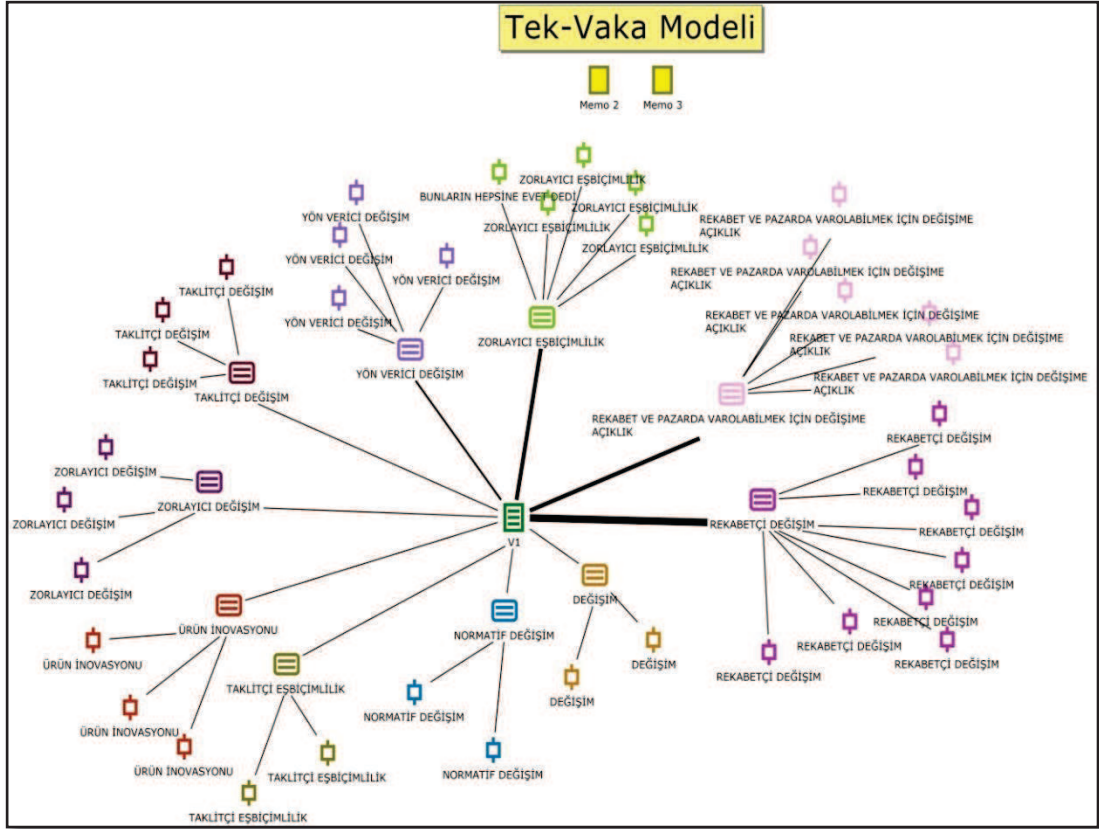 Tek-Vaka Modeli
Memo 2
Memo 3
ZORLAYICI EŞBİÇİMLİLİK
BUNLARIN HEPSİNE EVET DEDİ
ZORLAYICI EŞBİÇIMLİLİK
ZORLAYICI EŞBİÇİMLİLİK
ZORLAYICI EŞBİÇİMLİLİK
ZORLAYICI EŞBİÇİMLİLİK
YÖN VERİCİ DEĞİŞİM
YÖN VERİCİ DEĞİŞİM
YÖN VERİCİ DEĞİŞİM
YÖN VERİCİ DEĞİŞİM
YÖN VERİCİ DEĞİŞİM
TAKLİTÇİ DEĞİŞİM
TAKLİTÇİ DEĞİŞİM
TAKLİTÇİ DEĞİŞİM
TAKLİTÇİ DEĞİŞİM
REKABET VE PAZARDA VAROLABİLMEK İÇİN DEĞİŞİME
AÇIKLIK
REKABET VE PAZARDA VAROLABİLMEK İÇİN DEĞİŞİME
AÇIKLIK
REKABET VE PAZARDA VAROLABİLMEK İÇİN DEĞİŞİME
AÇIKLIK
REKABET VE PAZARDA VAROLABİLMEK İÇİN DEĞİŞİME
AÇIKLIK
REKABET VE PAZARDA VAROLABİLMEK İÇİN DEĞİŞİME
AÇIKLIK
REKABET VE PAZARDA VAROLABİLMEK İÇİN DEĞİŞİME
AÇIKLIK
REKABETÇİ DEĞİŞİM
REKABETÇİ DEĞİŞİM
REKABETÇİ DEĞİŞİM
REKABETÇİ DEĞİŞİM
REKABETÇİ DEĞİŞİM
REKABETÇİ DEĞİŞİM
REKABETÇİ DEĞİŞİM
REKABETÇİ DEĞİŞİM
REKABETÇİ DEĞİŞİM
ZORLAYICI DEĞİŞİM
ZORLAYICI DEĞİŞİM
ZORLAYICI DEĞİŞİM
ZORLAYICI DEĞİŞİM
V1
DEĞİŞİM
DEĞİŞİM
DEĞİŞİM
ÜRÜN İNOVASYONU
ÜRÜN İNOVASYONU
ÜRÜN İNOVASYONU
ÜRÜN İNOVASYONU
NORMATİF DEĞİŞİM
NORMATİF DEĞİŞİM
NORMATİF DEĞİŞİM
TAKLİTÇİ EŞBİÇİMLİLİK
TAKLİTÇİ EŞBİÇİMLİLİK
TAKLİTÇİ EŞBİÇİMLİLİK